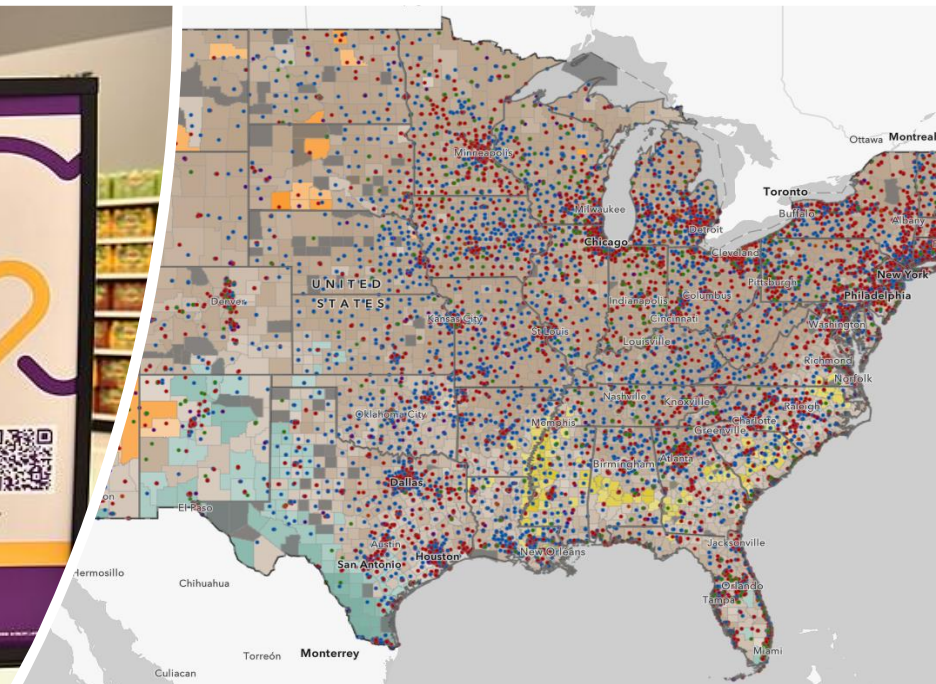 Ottawa
Montreal
Minneapolis
Toronto
Buffalo
Albany
Milwaukee
Detroit
Chicago
Cleveland
New York
UNITED
STATES
Denver
Pittsburgh
Philadelphia
Indianapolis
Columbus
Kansas City
Cincinnati
St Louis
Washington
Louisville
Richmond
Norfolk
Nashville
Knoxville
Raleigh
Oklahoma City
Memphis
Charlotte
Greenville
Birmingham
Atlanta
Dallas
El Paso
Austin
Houston
Jacksonville
San Antonio
New Orleans
Hermosillo
Chihuahua
Orlando
Tampa
Torreón
Monterrey
Miami
Culiacan